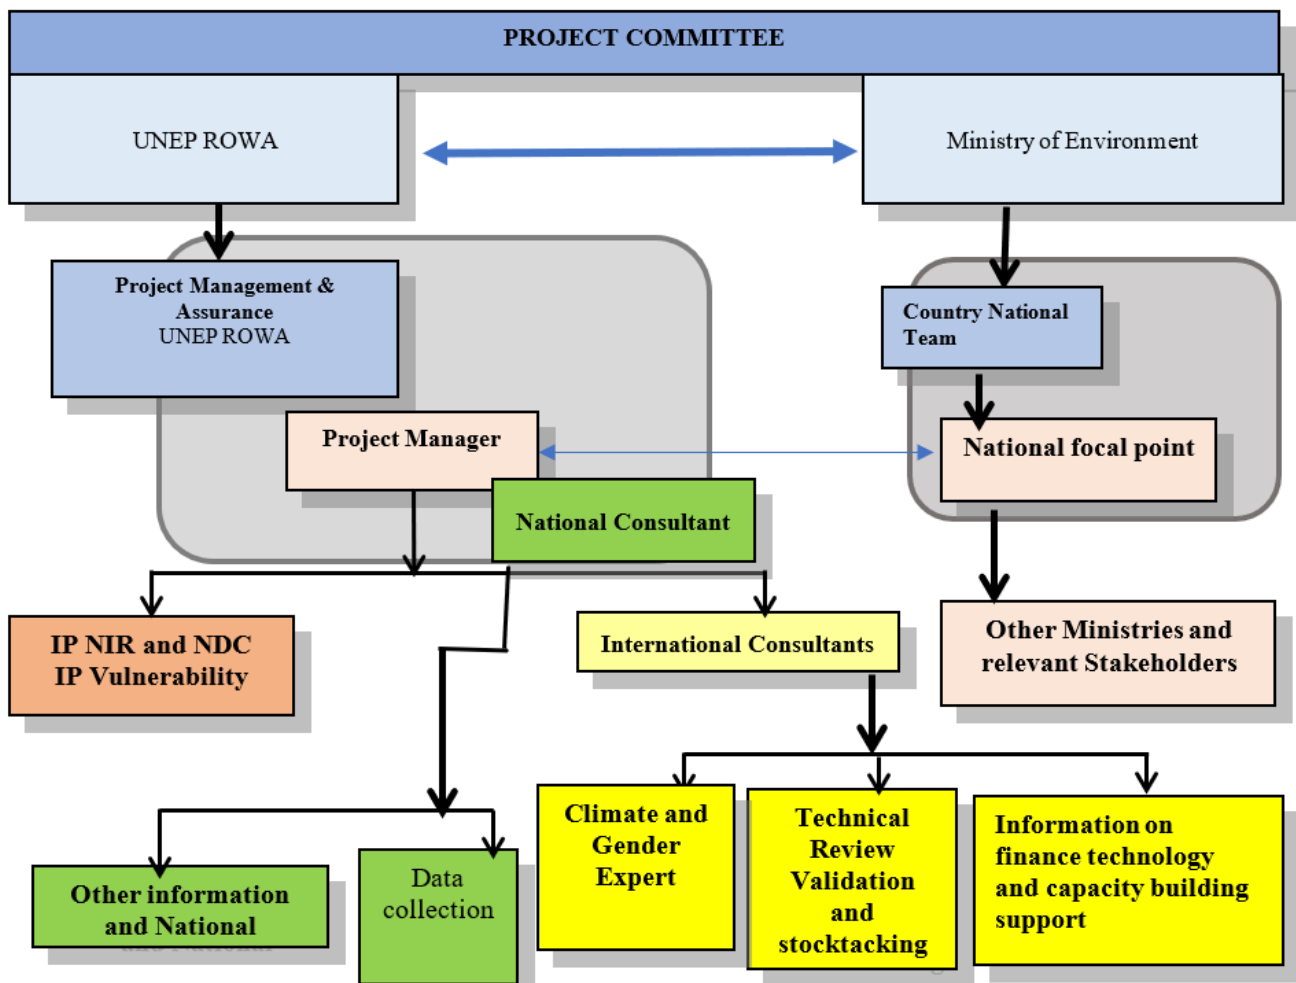 PROJECT COMMITTEE
UNEP ROWA
Ministry of Environment
Project Management &
Assurance
UNEP ROWA
Country National
Team
Project Manager
National focal point
National Consultant
IP NIR and NDC
IP Vulnerability
International Consultants
Other Ministries and
relevant Stakeholders
Other information
and National
Data
collection
Climate and
Gender
Expert
Technical
Review
Validation
and
stocktacking
Information on
finance technology
and capacity building
support